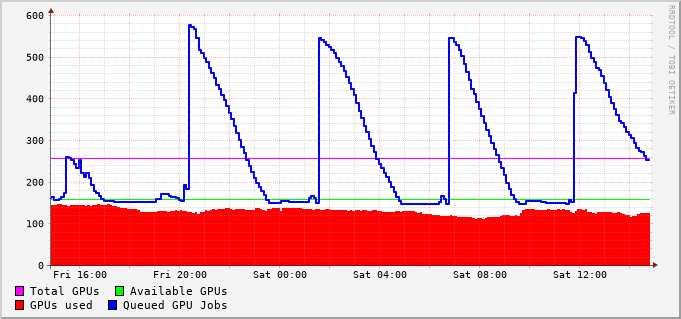 600
500
400
300
200
100
0
Fri 16:00 Fri 20:00 Sat 00:00 Sat 04:00 Sat 08:00 Sat 12:00
Total GPUs Available GPUs
GPUs used Queued GPU Jobs
RRDTOOL / TOBI OETIKER